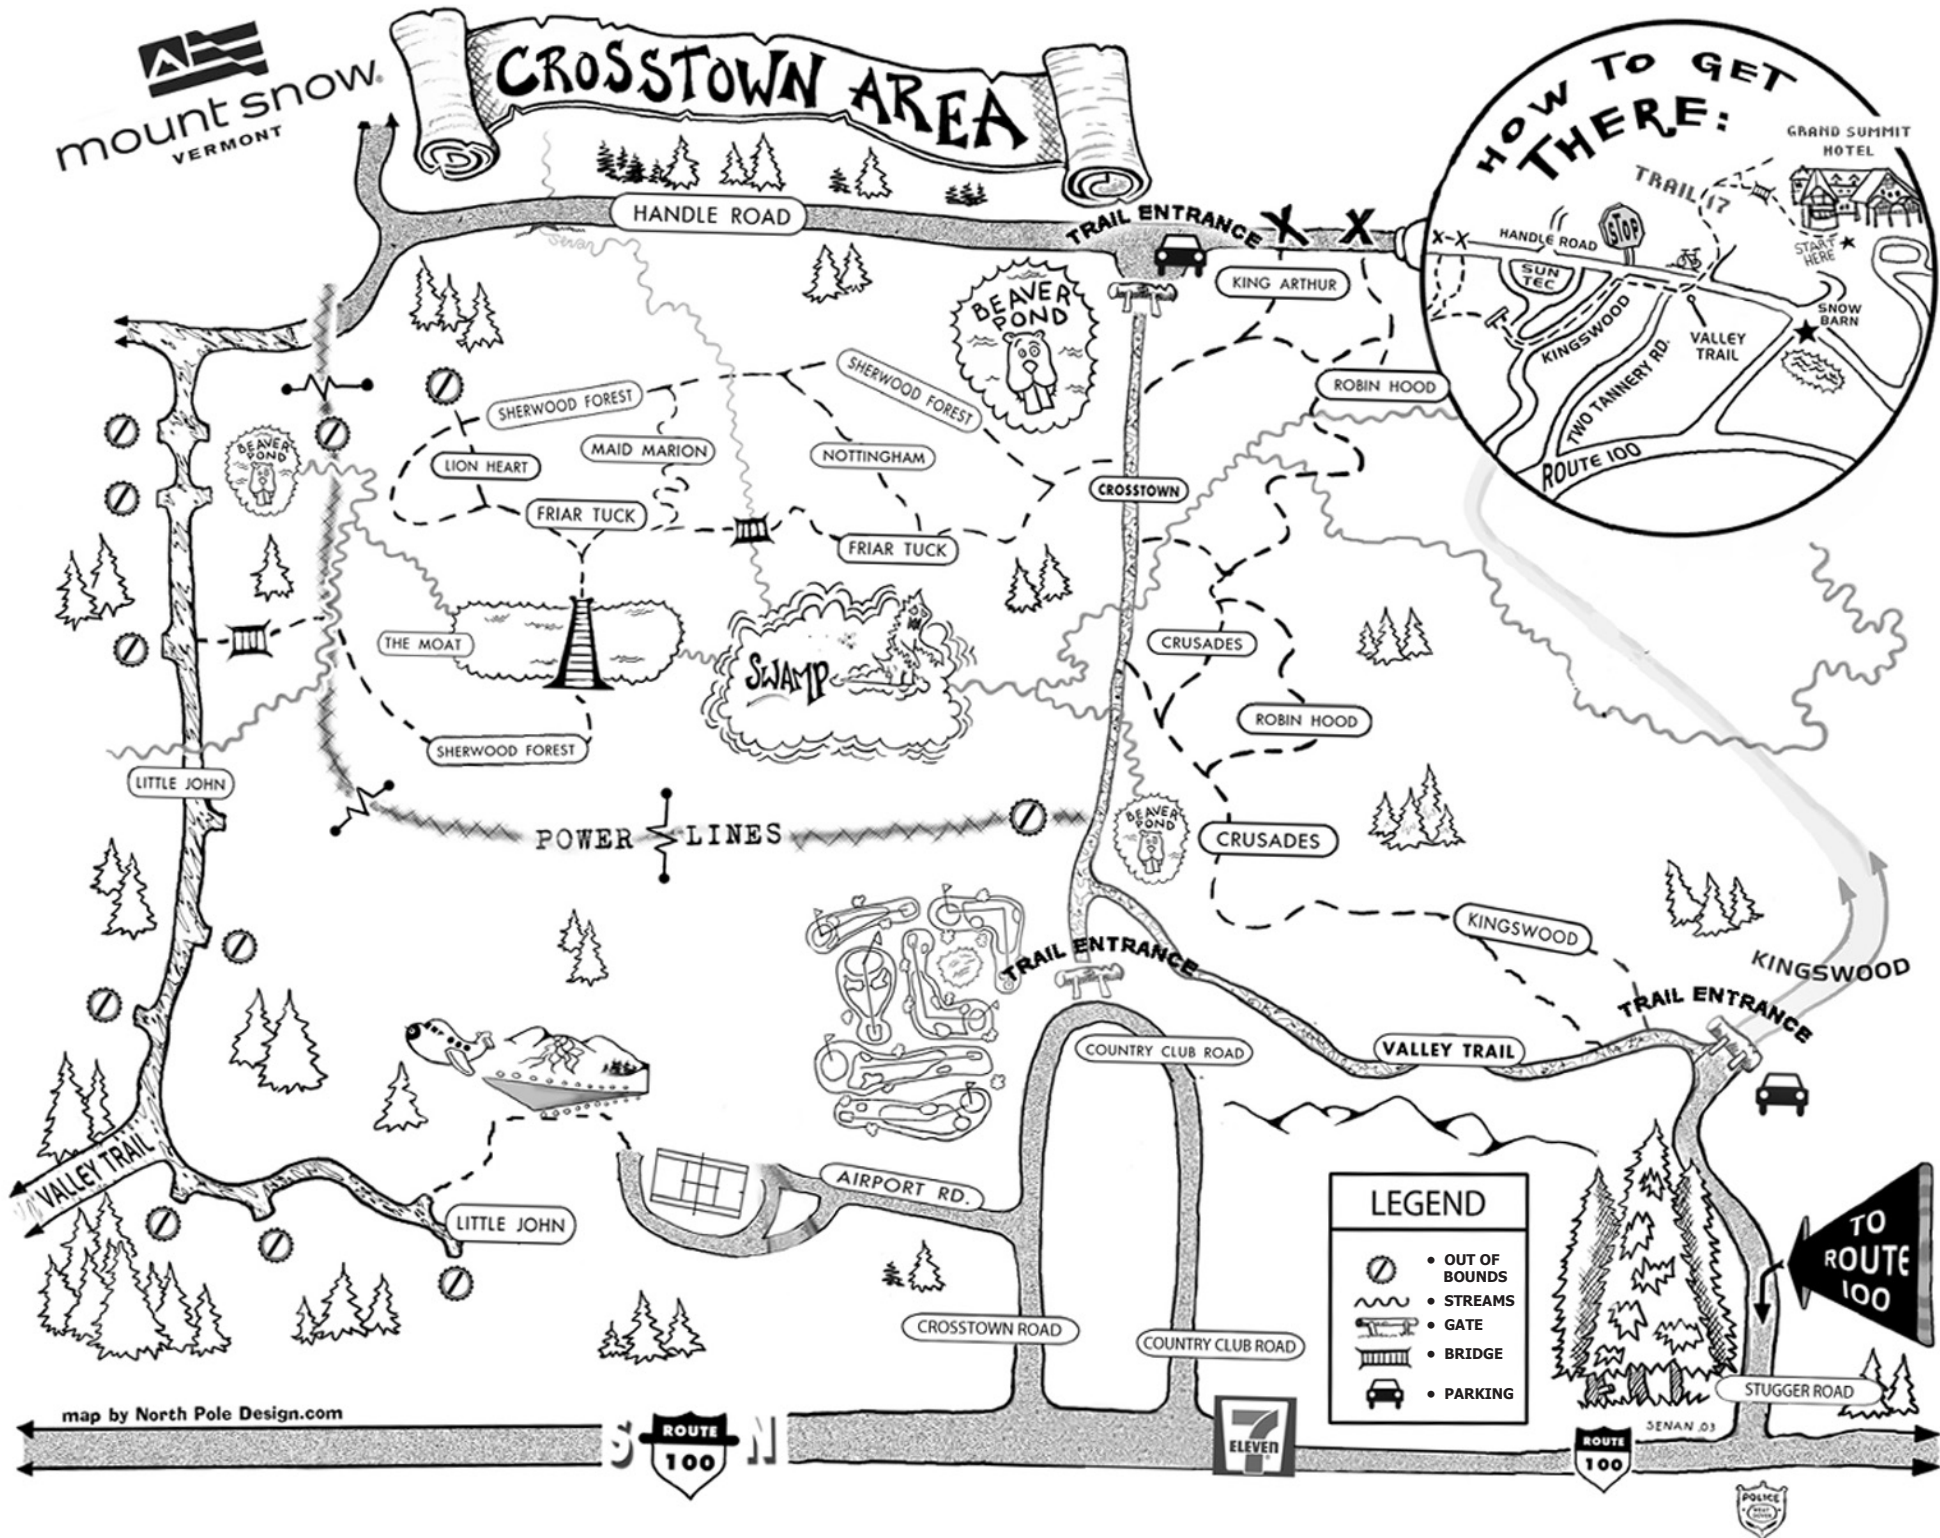 mount snow
VERMONT
CROSSTOWN AREA
HOW TO GET
THERE:
GRAND SUMMIT
HOTEL
TRAIL 17
START
HERE
HANDLE ROAD
STOP
X-X
SUN
TEC
KINGSWOOD
TWO TANNERY RD.
VALLEY
TRAIL
SNOW
BARN
ROUTE 100
HANDLE ROAD
Senan
TRAIL ENTRANCE
X X
KING ARTHUR
BEAVER
POND
ROBIN HOOD
SHERWOOD FOREST
SHERWOOD FOREST
LION HEART
MAID MARION
NOTTINGHAM
BEAVER
POND
CROSSTOWN
FRIAR TUCK
FRIAR TUCK
THE MOAT
SWAMP
CRUSADES
ROBIN HOOD
SHERWOOD FOREST
LITTLE JOHN
POWER LINES
BEAVER
POND
CRUSADES
KINGSWOOD
KINGSWOOD
TRAIL ENTRANCE
TRAIL ENTRANCE
COUNTRY CLUB ROAD
VALLEY TRAIL
VALLEY TRAIL
AIRPORT RD.
LITTLE JOHN
LEGEND
• OUT OF
BOUNDS
• STREAMS
• GATE
• BRIDGE
• PARKING
TO
ROUTE
100
CROSSTOWN ROAD
COUNTRY CLUB ROAD
STUGGER ROAD
map by North Pole Design.com
SENAN .03
S
ROUTE
100
N
7
ELEVEN
ROUTE
100
POLICE